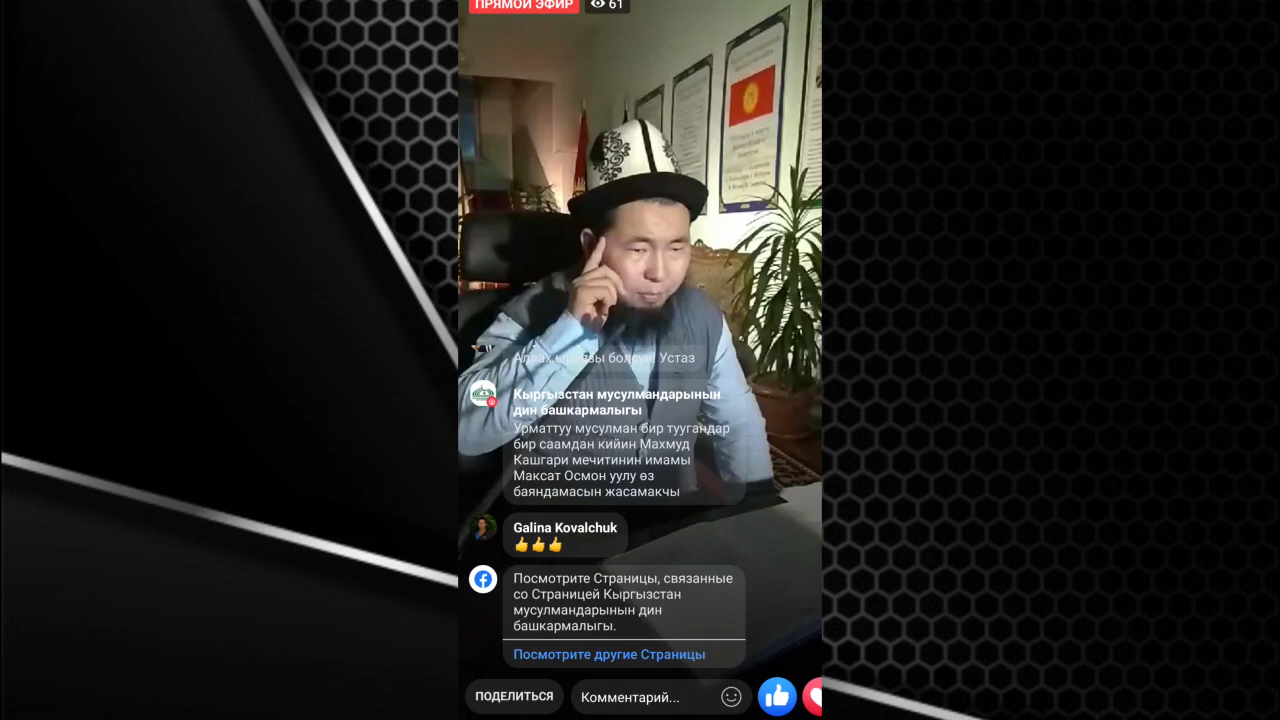 ПРЯМОЙ ЭФИР 61
Аллах ыраазы болсун! Устаз
Кыргызстан мусулмандарынын
дин башкармалыгы
Урматтуу мусулман бир туугандар
бир саамдан кийин Махмуд
Кашгари мечитинин имамы
Максат Осмон уулу өз
баяндамасын жасамакчы
Galina Kovalchuk
👍👍👍
Посмотрите Страницы, связанные
со Страницей Кыргызстан
мусулмандарынын дин
башкармалыгы.
Посмотрите другие Страницы
ПОДЕЛИТЬСЯ Комментарий...